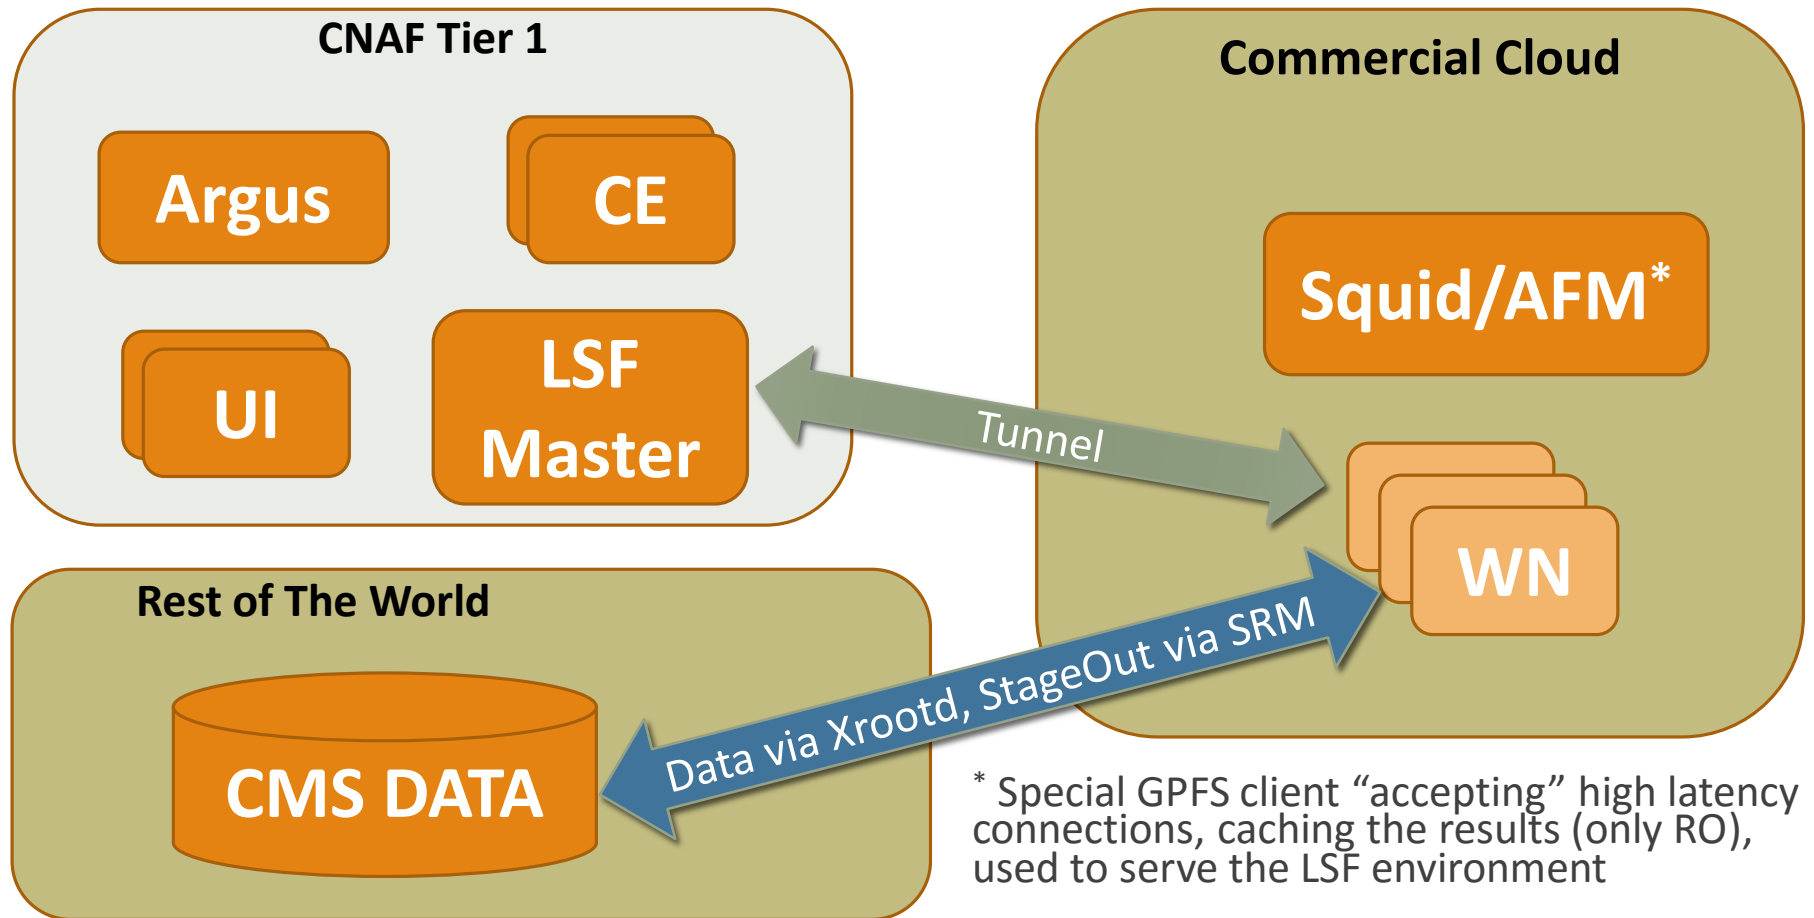 CNAF Tier 1
Argus
CE
UI
LSF
Master
Commercial Cloud
Squid/AFM*
WN
Tunnel
Rest of The World
CMS DATA
Data via Xrootd, StageOut via SRM
* Special GPFS client “accepting” high latency
connections, caching the results (only RO),
used to serve the LSF environment